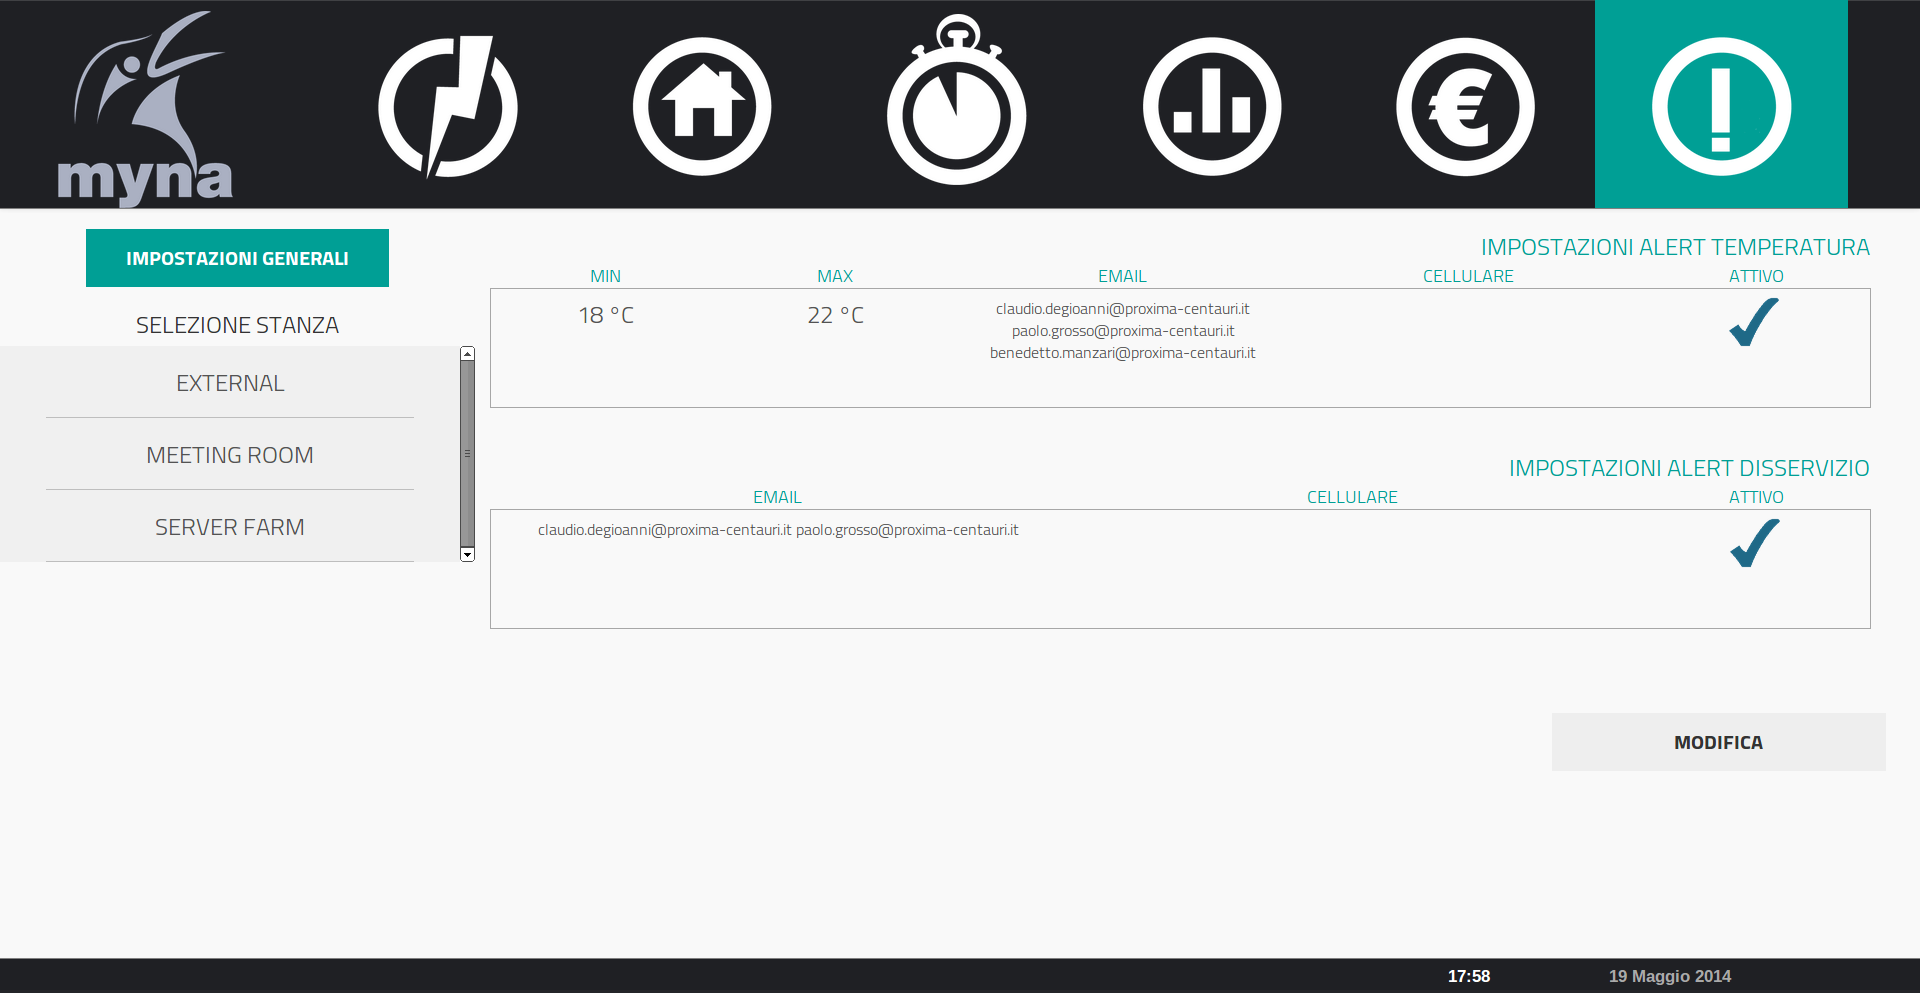 myna
IMPOSTAZIONI GENERALI
SELEZIONE STANZA
EXTERNAL
MEETING ROOM
SERVER FARM
IMPOSTAZIONI ALERT TEMPERATURA
MIN MAX EMAIL CELLULARE ATTIVO
18 °C 22 °C claudio.degioanni@proxima-centauri.it
paolo.grosso@proxima-centauri.it
benedetto.manzari@proxima-centauri.it
IMPOSTAZIONI ALERT DISSERVIZIO
EMAIL CELLULARE ATTIVO
claudio.degioanni@proxima-centauri.it paolo.grosso@proxima-centauri.it
MODIFICA
17:58 19 Maggio 2014